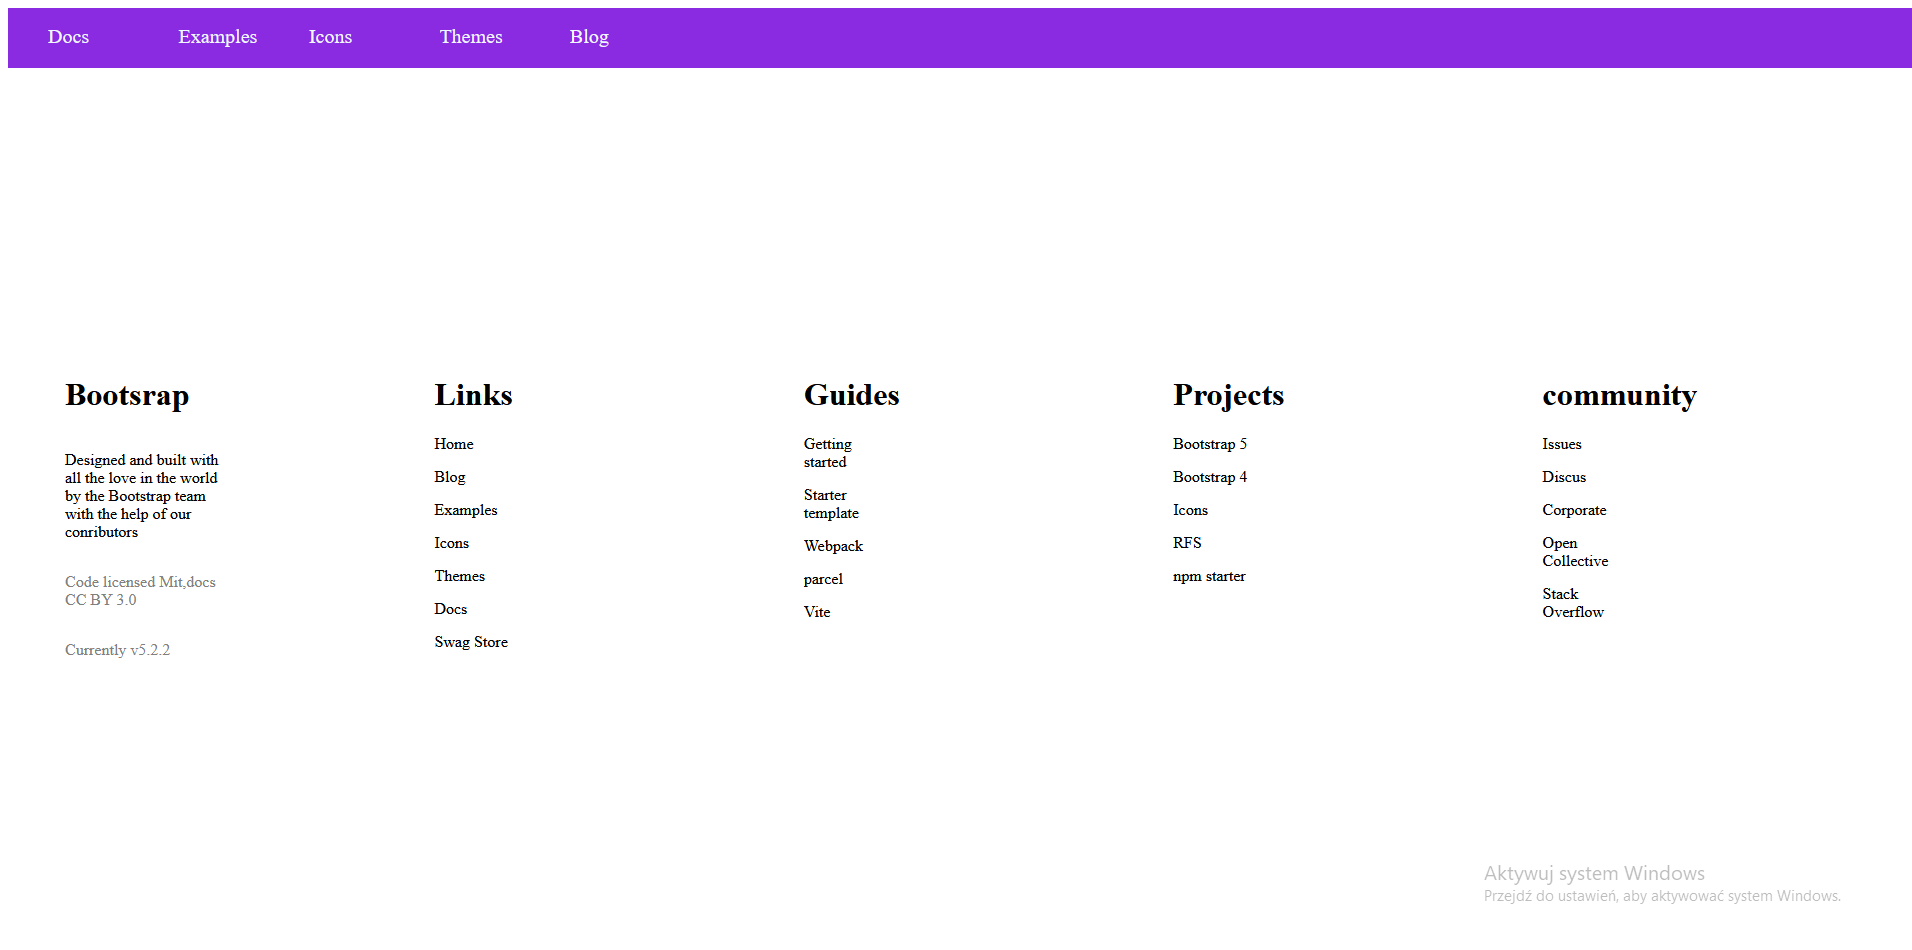 Docs Examples Icons Themes Blog
Bootsrap
Designed and built with
all the love in the world
by the Bootstrap team
with the help of our
conributors
Code licensed Mit,docs
CC BY 3.0
Currently v5.2.2
Links
Home
Blog
Examples
Icons
Themes
Docs
Swag Store
Guides
Getting
started
Starter
template
Webpack
parcel
Vite
Projects
Bootstrap 5
Bootstrap 4
Icons
RFS
npm starter
community
Issues
Discus
Corporate
Open
Collective
Stack
Overflow
Aktywuj system Windows
Przejdź do ustawień, aby aktywować system Windows.